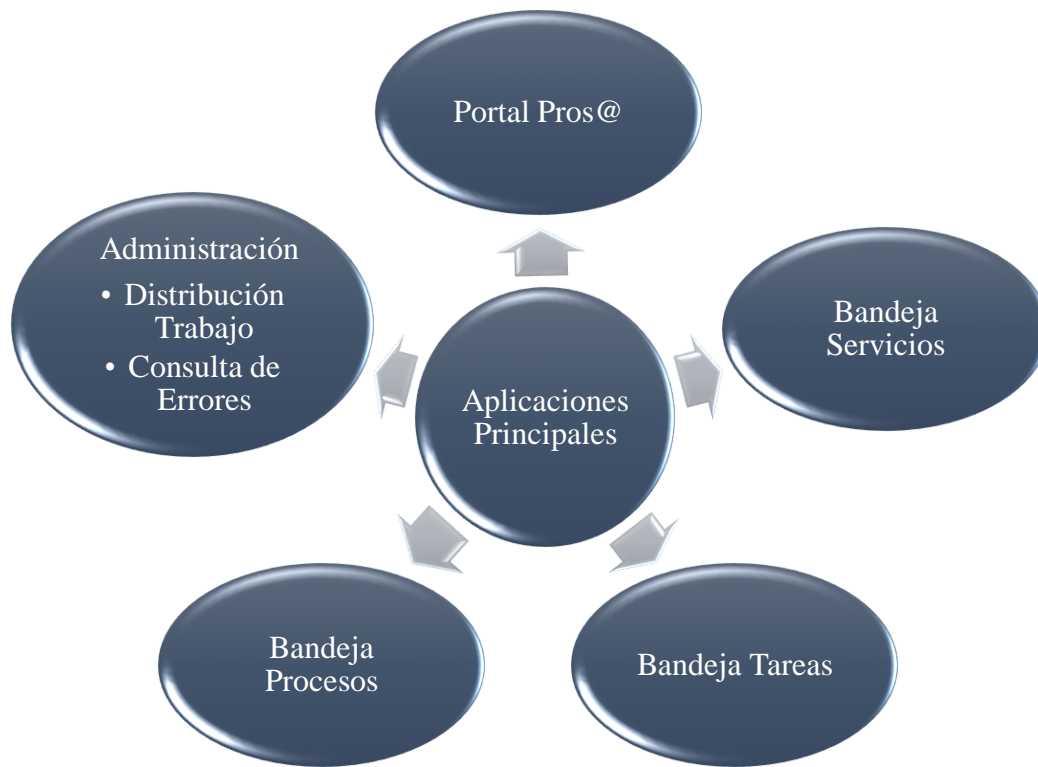 Portal Pros@
Administración
• Distribución
Trabajo
• Consulta de
Errores
Bandeja
Servicios
Aplicaciones
Principales
Bandeja
Procesos
Bandeja Tareas